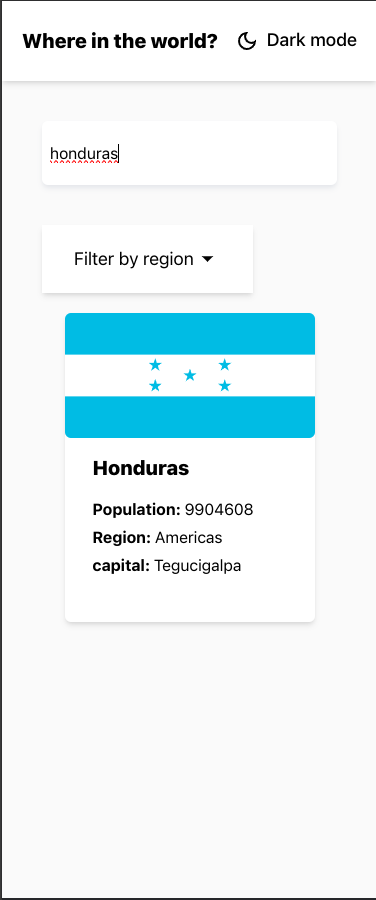 Where in the world? Dark mode
honduras
Filter by region
Honduras
Population: 9904608
Region: Americas
capital: Tegucigalpa